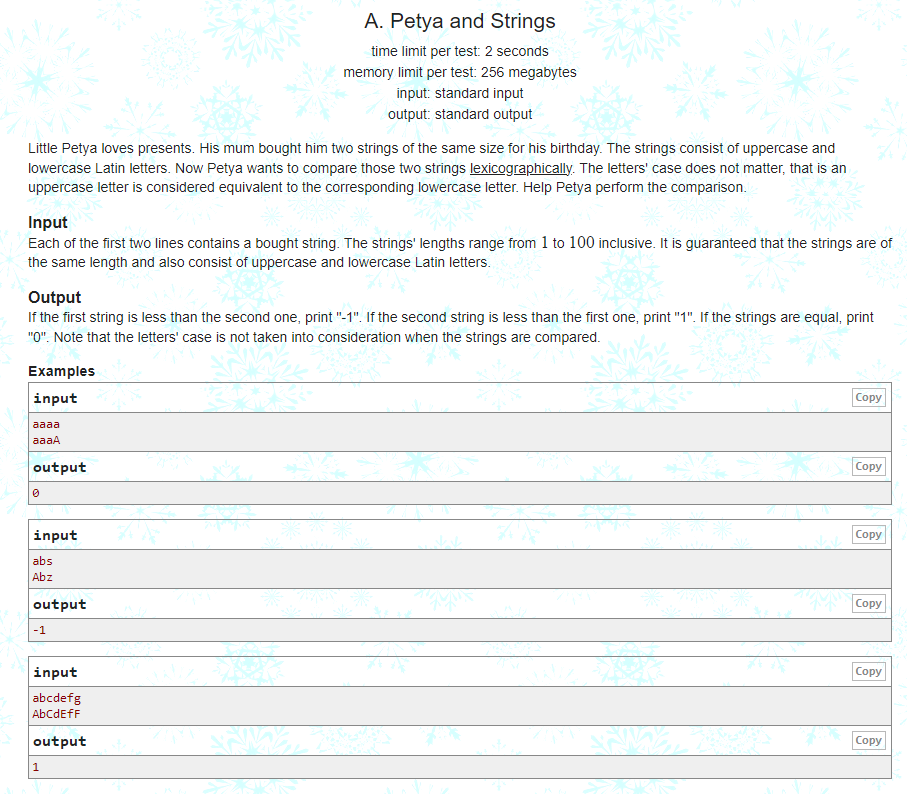 A. Petya and Strings
time limit per test: 2 seconds
memory limit per test: 256 megabytes
input: standard input
output: standard output
Little Petya loves presents. His mum bought him two strings of the same size for his birthday. The strings consist of uppercase and
lowercase Latin letters. Now Petya wants to compare those two strings lexicographically. The letters' case does not matter, that is an
uppercase letter is considered equivalent to the corresponding lowercase letter. Help Petya perform the comparison.
Input
Each of the first two lines contains a bought string. The strings' lengths range from 1 to 100 inclusive. It is guaranteed that the strings are of
the same length and also consist of uppercase and lowercase Latin letters.
Output
If the first string is less than the second one, print "-1". If the second string is less than the first one, print "1". If the strings are equal, print
"0". Note that the letters' case is not taken into consideration when the strings are compared.
Examples
input Copy
aaaa
aaaA
output Copy
0
input Copy
abs
Abz
output Copy
-1
input Copy
abcdefg
AbCdEfF
output Copy
1